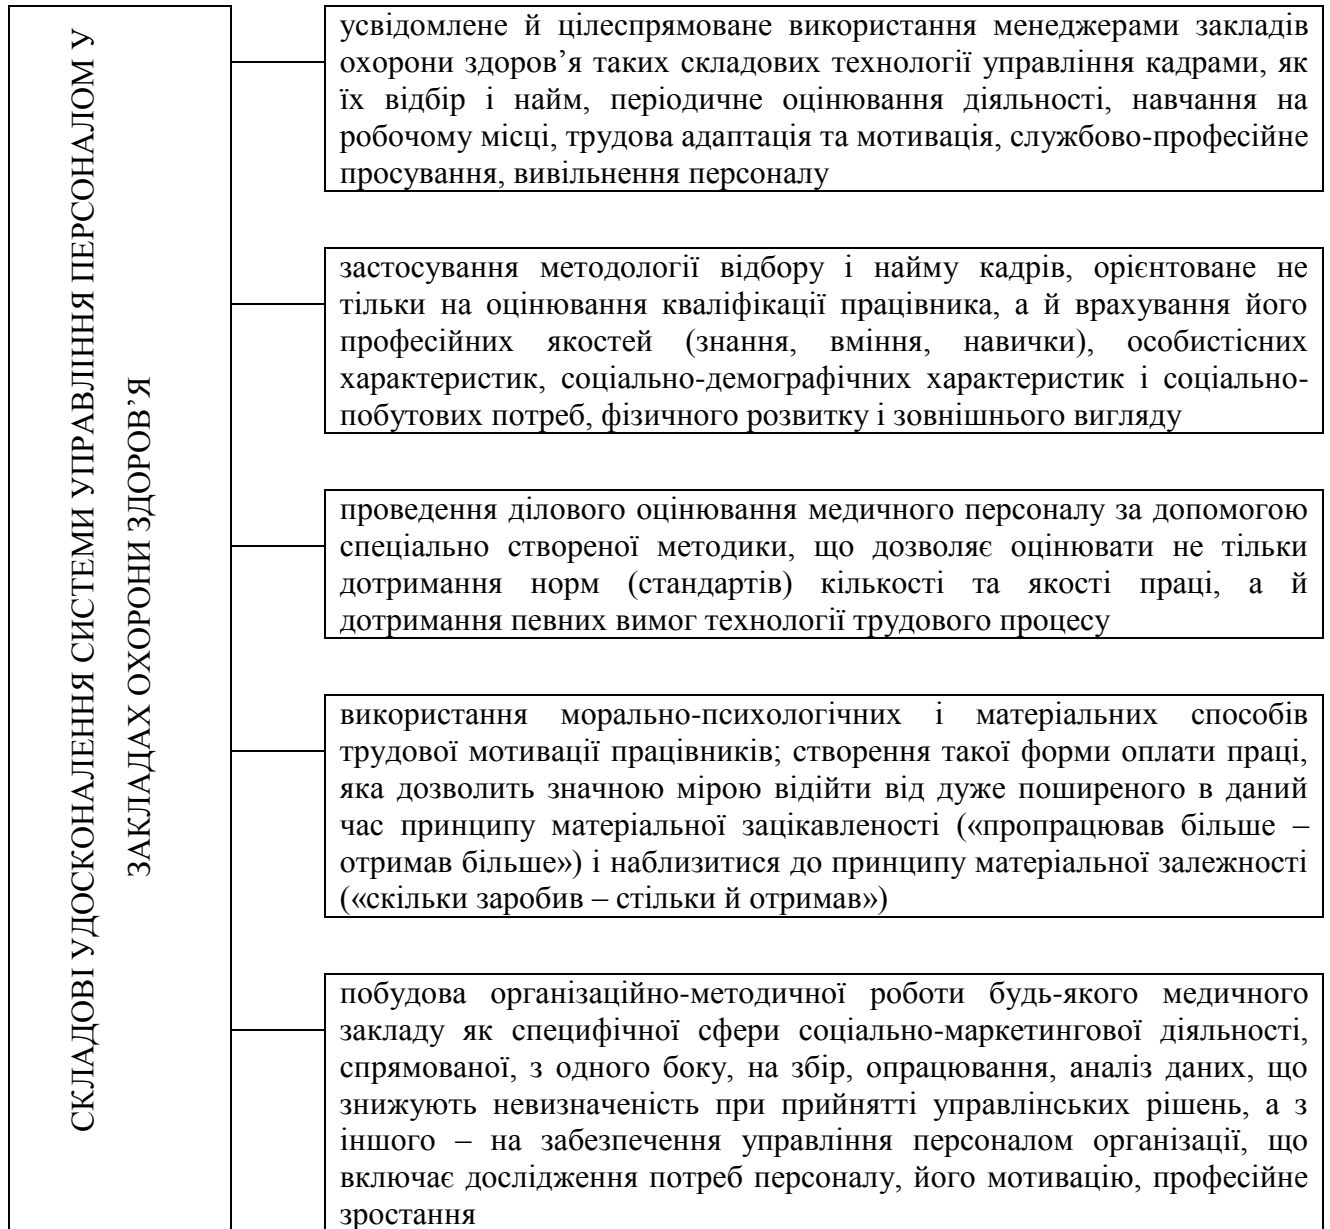 СКЛАДОВІ УДОСКОНАЛЕННЯ СИСТЕМИ УПРАВЛІННЯ ПЕРСОНАЛОМ У
ЗАКЛАДАХ ОХОРОНИ ЗДОРОВ’Я
усвідомлене й цілеспрямоване використання менеджерами закладів
охорони здоров’я таких складових технології управління кадрами, як
їх відбір і найм, періодичне оцінювання діяльності, навчання на
робочому місці, трудова адаптація та мотивація, службово-професійне
просування, вивільнення персоналу
застосування методології відбору і найму кадрів, орієнтоване не
тільки на оцінювання кваліфікації працівника, а й врахування його
професійних якостей (знання, вміння, навички), особистісних
характеристик, соціально-демографічних характеристик і соціально-
побутових потреб, фізичного розвитку і зовнішнього вигляду
проведення ділового оцінювання медичного персоналу за допомогою
спеціально створеної методики, що дозволяє оцінювати не тільки
дотримання норм (стандартів) кількості та якості праці, а й
дотримання певних вимог технології трудового процесу
використання морально-психологічних і матеріальних способів
трудової мотивації працівників; створення такої форми оплати праці,
яка дозволить значною мірою відійти від дуже поширеного в даний
час принципу матеріальної зацікавленості («пропрацював більше –
отримав більше») і наблизитися до принципу матеріальної залежності
(«скільки заробив – стільки й отримав»)
побудова організаційно-методичної роботи будь-якого медичного
закладу як специфічної сфери соціально-маркетингової діяльності,
спрямованої, з одного боку, на збір, опрацювання, аналіз даних, що
знижують невизначеність при прийнятті управлінських рішень, а з
іншого – на забезпечення управління персоналом організації, що
включає дослідження потреб персоналу, його мотивацію, професійне
зростання